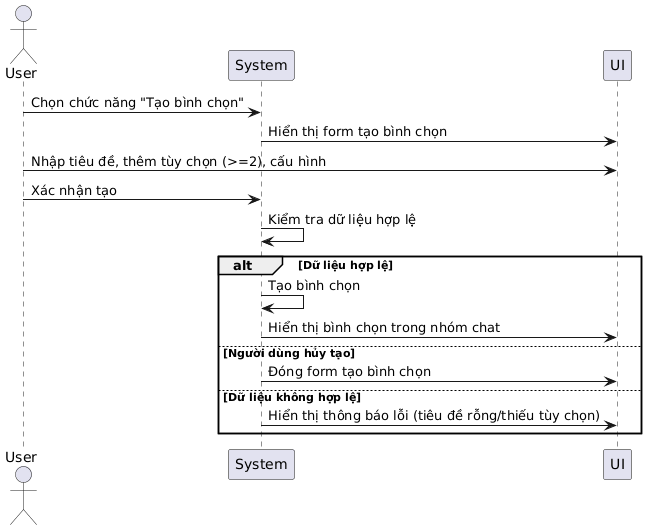 User
System
UI
Chọn chức năng "Tạo bình chọn"
Hiển thị form tạo bình chọn
Nhập tiêu đề, thêm tùy chọn (>=2), cấu hình
Xác nhận tạo
Kiểm tra dữ liệu hợp lệ
alt [Dữ liệu hợp lệ]
Tạo bình chọn
Hiển thị bình chọn trong nhóm chat
[Người dùng hủy tạo]
Đóng form tạo bình chọn
[Dữ liệu không hợp lệ]
Hiển thị thông báo lỗi (tiêu đề rỗng/thiếu tùy chọn)
User
System
UI